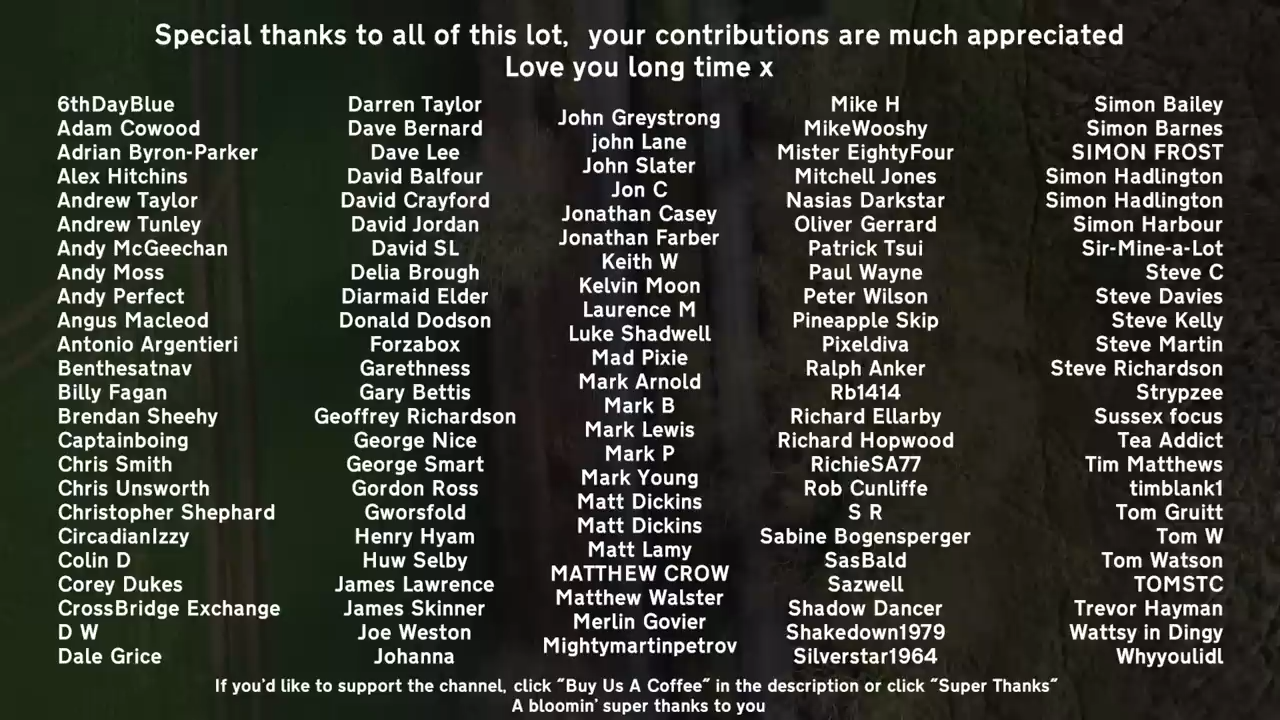 Special thanks to all of this lot, your contributions are much appreciated
Love you long time x
6thDayBlue
Adam Cowood
Adrian Byron-Parker
Alex Hitchins
Andrew Taylor
Andrew Tunley
Andy McGeechan
Andy Moss
Andy Perfect
Angus Macleod
Antonio Argentieri
Benthesatnav
Billy Fagan
Brendan Sheehy
Captainboing
Chris Smith
Chris Unsworth
Christopher Shephard
CircadianIzzy
Colin D
Corey Dukes
CrossBridge Exchange
D W
Dale Grice
Darren Taylor
Dave Bernard
Dave Lee
David Balfour
David Crayford
David Jordan
David SL
Delia Brough
Diarmaid Elder
Donald Dodson
Forzabox
Garethness
Gary Bettis
Geoffrey Richardson
George Nice
George Smart
Gordon Ross
Gworsfold
Henry Hyam
Huw Selby
James Lawrence
James Skinner
Joe Weston
Johanna
John Greystrong
john Lane
John Slater
Jon C
Jonathan Casey
Jonathan Farber
Keith W
Kelvin Moon
Laurence M
Luke Shadwell
Mad Pixie
Mark Arnold
Mark B
Mark Lewis
Mark P
Mark Young
Matt Dickins
Matt Dickins
Matt Lamy
MATTHEW CROW
Matthew Walster
Merlin Govier
Mightymartinpetrov
Mike H
MikeWooshy
Mister EightyFour
Mitchell Jones
Nasias Darkstar
Oliver Gerrard
Patrick Tsui
Paul Wayne
Peter Wilson
Pineapple Skip
Pixeldiva
Ralph Anker
Rb1414
Richard Ellarby
Richard Hopwood
RichieSA77
Rob Cunliffe
S R
Sabine Bogensperger
SasBald
Sazwell
Shadow Dancer
Shakedown1979
Silverstar1964
Simon Bailey
Simon Barnes
SIMON FROST
Simon Hadlington
Simon Hadlington
Simon Harbour
Sir-Mine-a-Lot
Steve C
Steve Davies
Steve Kelly
Steve Martin
Steve Richardson
Strypzee
Sussex focus
Tea Addict
Tim Matthews
timblank1
Tom Gruitt
Tom W
Tom Watson
TOMSTC
Trevor Hayman
Wattsy in Dingy
Whyyoulidl
If you'd like to support the channel, click "Buy Us A Coffee" in the description or click "Super Thanks"
A bloomin' super thanks to you